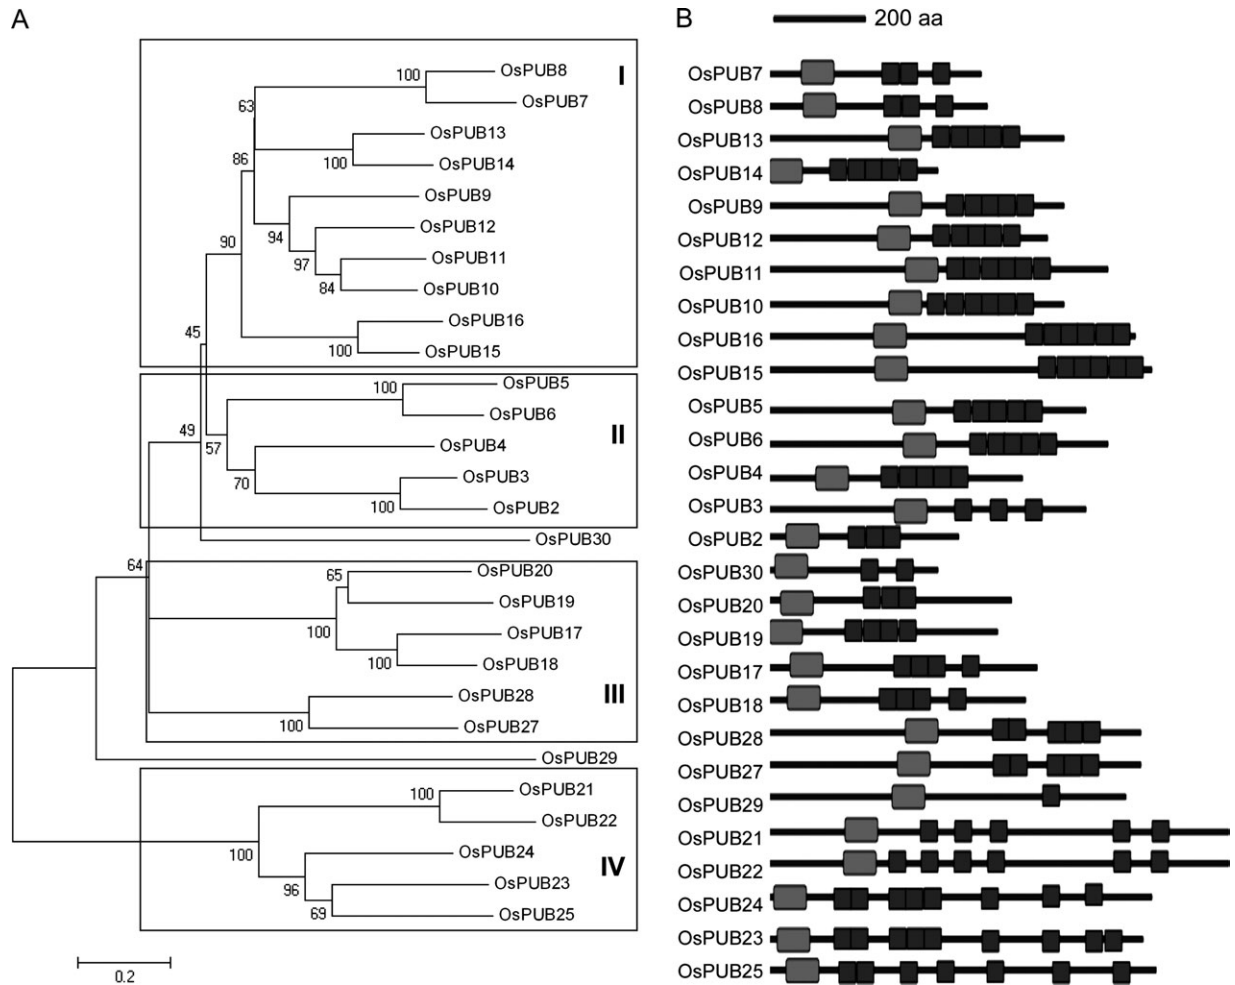 A
100
OsPUB8
I
OsPUB7
63
OsPUB13
100
OsPUB14
86
OsPUB9
94
OsPUB12
97
OsPUB11
84
OsPUB10
90
OsPUB16
100
OsPUB15
45
100
OsPUB5
OsPUB6
II
49
57
OsPUB4
70
OsPUB3
100
OsPUB2
OsPUB30
64
65
OsPUB20
OsPUB19
100
OsPUB17
100
OsPUB18
OsPUB28
III
100
OsPUB27
OsPUB29
100
OsPUB21
OsPUB22
100
OsPUB24
IV
96
OsPUB23
69
OsPUB25
0.2
B
200 aa
OsPUB7
OsPUB8
OsPUB13
OsPUB14
OsPUB9
OsPUB12
OsPUB11
OsPUB10
OsPUB16
OsPUB15
OsPUB5
OsPUB6
OsPUB4
OsPUB3
OsPUB2
OsPUB30
OsPUB20
OsPUB19
OsPUB17
OsPUB18
OsPUB28
OsPUB27
OsPUB29
OsPUB21
OsPUB22
OsPUB24
OsPUB23
OsPUB25